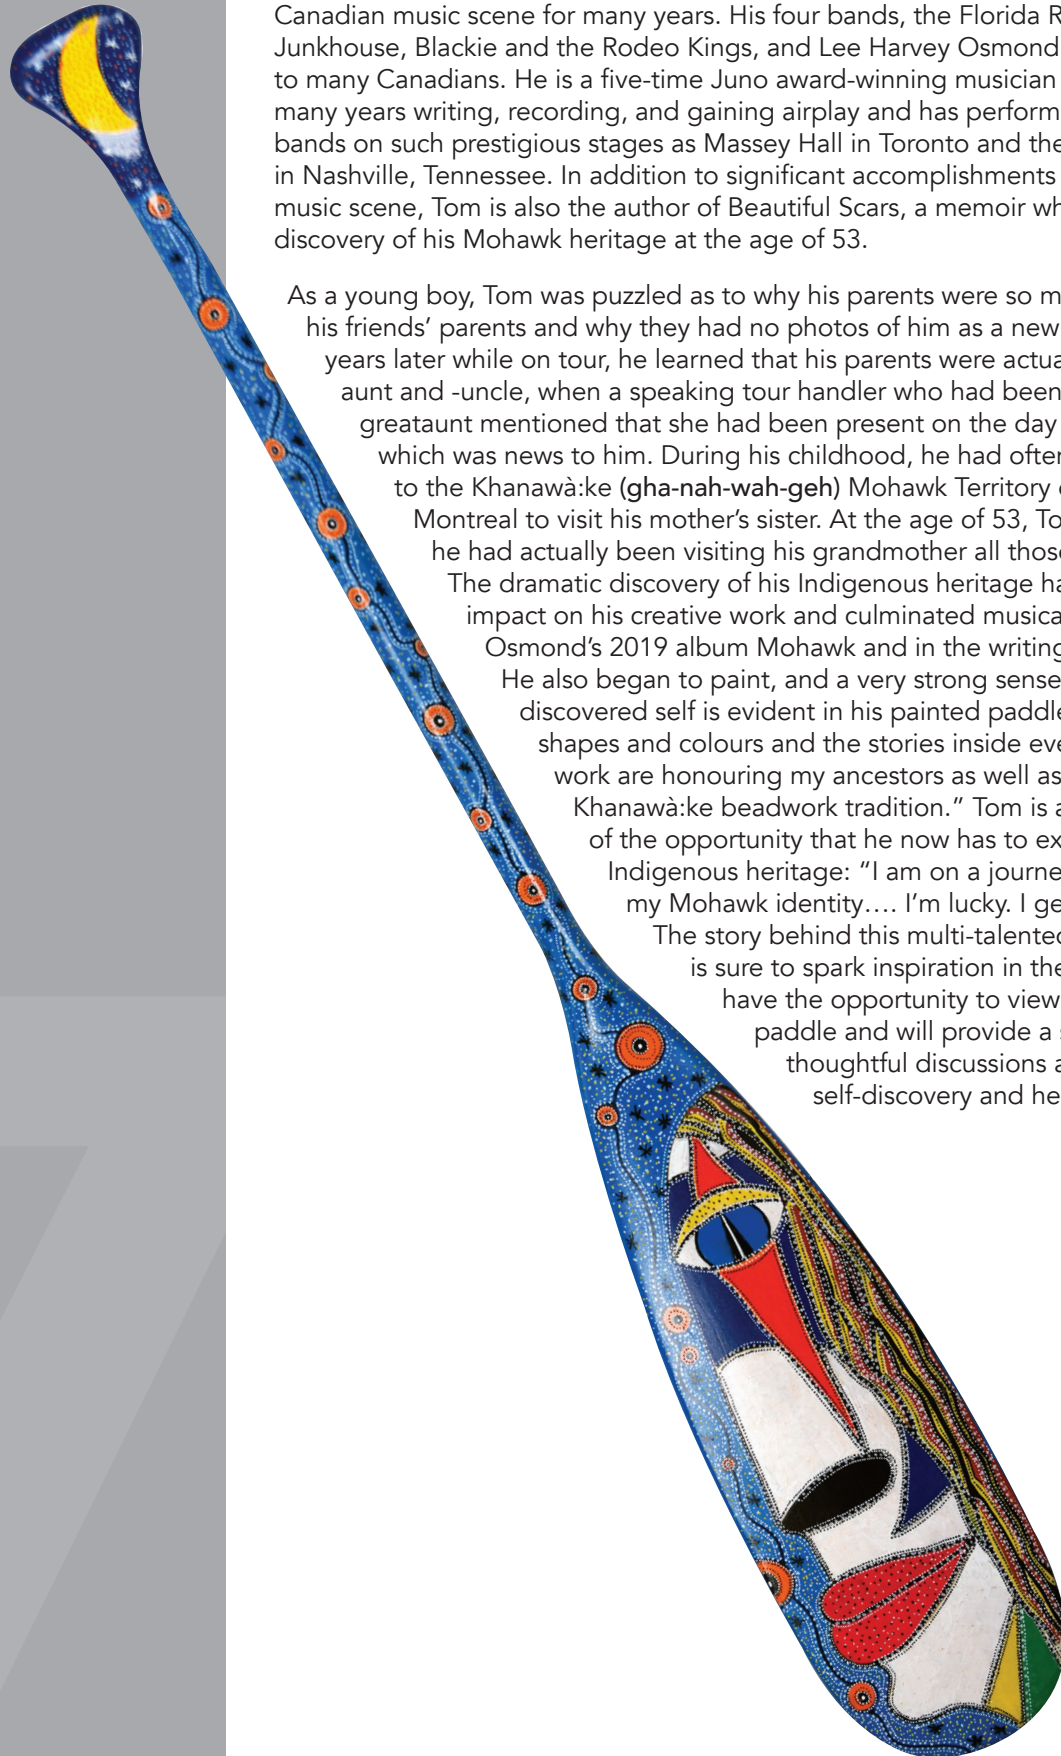 Canadian music scene for many years. His four bands, the Florida R
Junkhouse, Blackie and the Rodeo Kings, and Lee Harvey Osmond
to many Canadians. He is a five-time Juno award-winning musician
many years writing, recording, and gaining airplay and has perform
bands on such prestigious stages as Massey Hall in Toronto and the
in Nashville, Tennessee. In addition to significant accomplishments
music scene, Tom is also the author of Beautiful Scars, a memoir wh
discovery of his Mohawk heritage at the age of 53.
As a young boy, Tom was puzzled as to why his parents were so m
his friends’ parents and why they had no photos of him as a new
years later while on tour, he learned that his parents were actua
aunt and -uncle, when a speaking tour handler who had been
greataunt mentioned that she had been present on the day
which was news to him. During his childhood, he had ofter
to the Khanawà:ke (gha-nah-wah-geh) Mohawk Territory
Montreal to visit his mother’s sister. At the age of 53, To
he had actually been visiting his grandmother all those
The dramatic discovery of his Indigenous heritage ha
impact on his creative work and culminated musica
Osmond’s 2019 album Mohawk and in the writing
He also began to paint, and a very strong sense
discovered self is evident in his painted paddle
shapes and colours and the stories inside eve
work are honouring my ancestors as well as
Khanawà:ke beadwork tradition.” Tom is a
of the opportunity that he now has to ex
Indigenous heritage: “I am on a journe
my Mohawk identity…. I’m lucky. I ge
The story behind this multi-talented
is sure to spark inspiration in the
have the opportunity to view
paddle and will provide a s
thoughtful discussions a
self-discovery and he